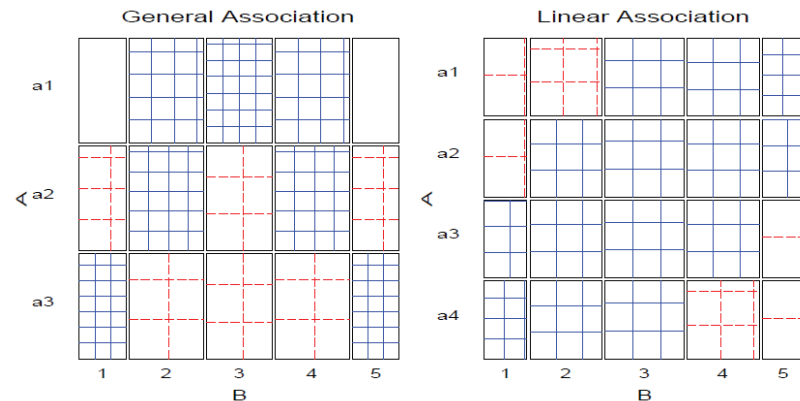 General Association
a1
a2
a3
A
1 2 3 4 5
B
Linear Association
a1
a2
a3
a4
A
1 2 3 4 5
B